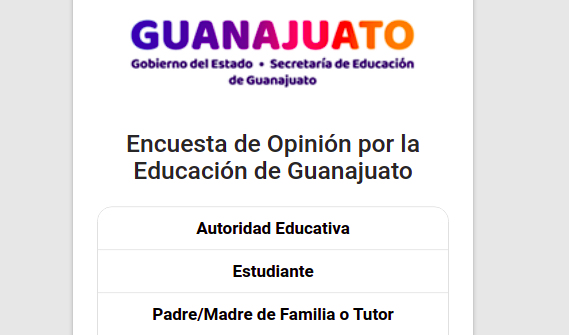 GUANAJUATO
Gobierno del Estado • Secretaría de Educación
de Guanajuato
Encuesta de Opinión por la
Educación de Guanajuato
Autoridad Educativa
Estudiante
Padre/Madre de Familia o Tutor